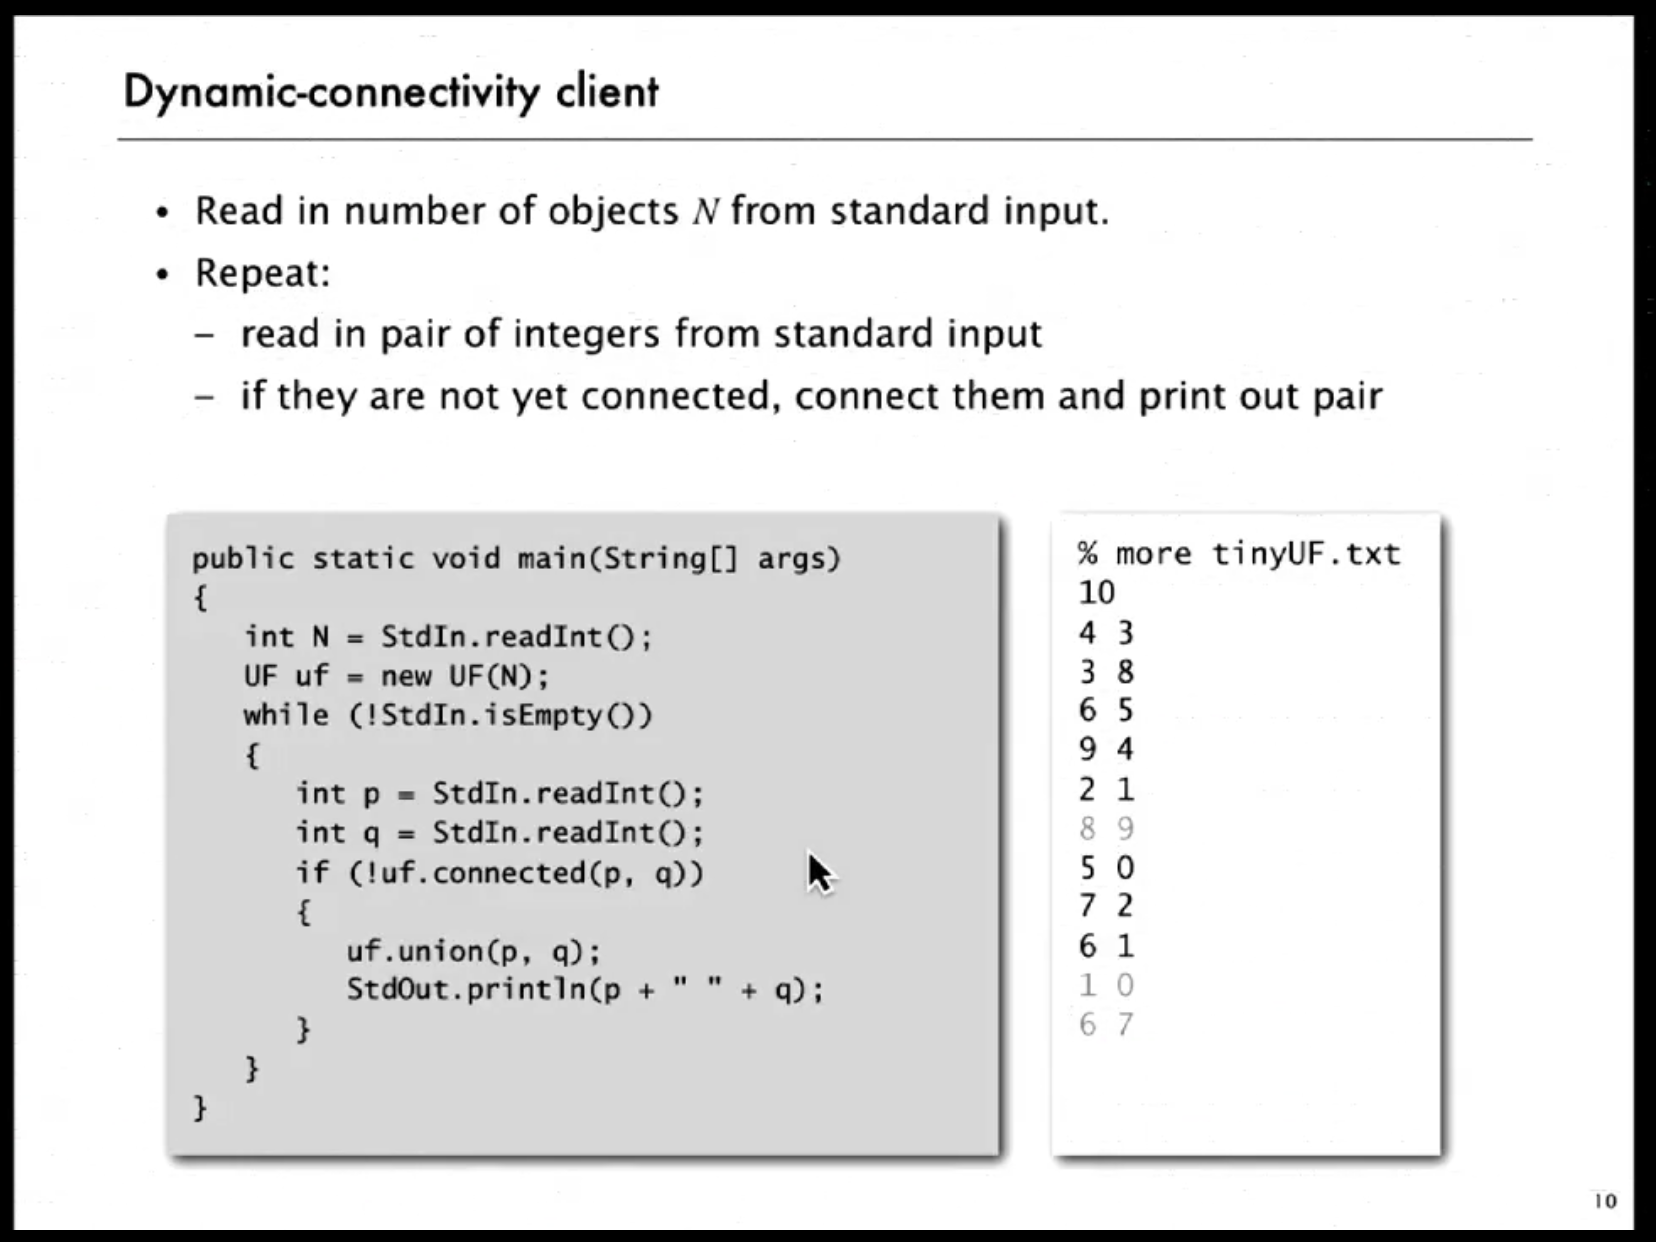 Dynamic-connectivity client
• Read in number of objects N from standard input.
• Repeat:
– read in pair of integers from standard input
– if they are not yet connected, connect them and print out pair
public static void main(String[] args)
{
int N = StdIn.readInt();
UF uf = new UF(N);
while (!StdIn.isEmpty())
{
int p = StdIn.readInt();
int q = StdIn.readInt();
if (!uf.connected(p, q))
{
uf.union(p, q);
StdOut.println(p + " " + q);
}
}
}
% more tinyUF.txt
10
4 3
3 8
6 5
9 4
2 1
8 9
5 0
7 2
6 1
1 0
6 7
10